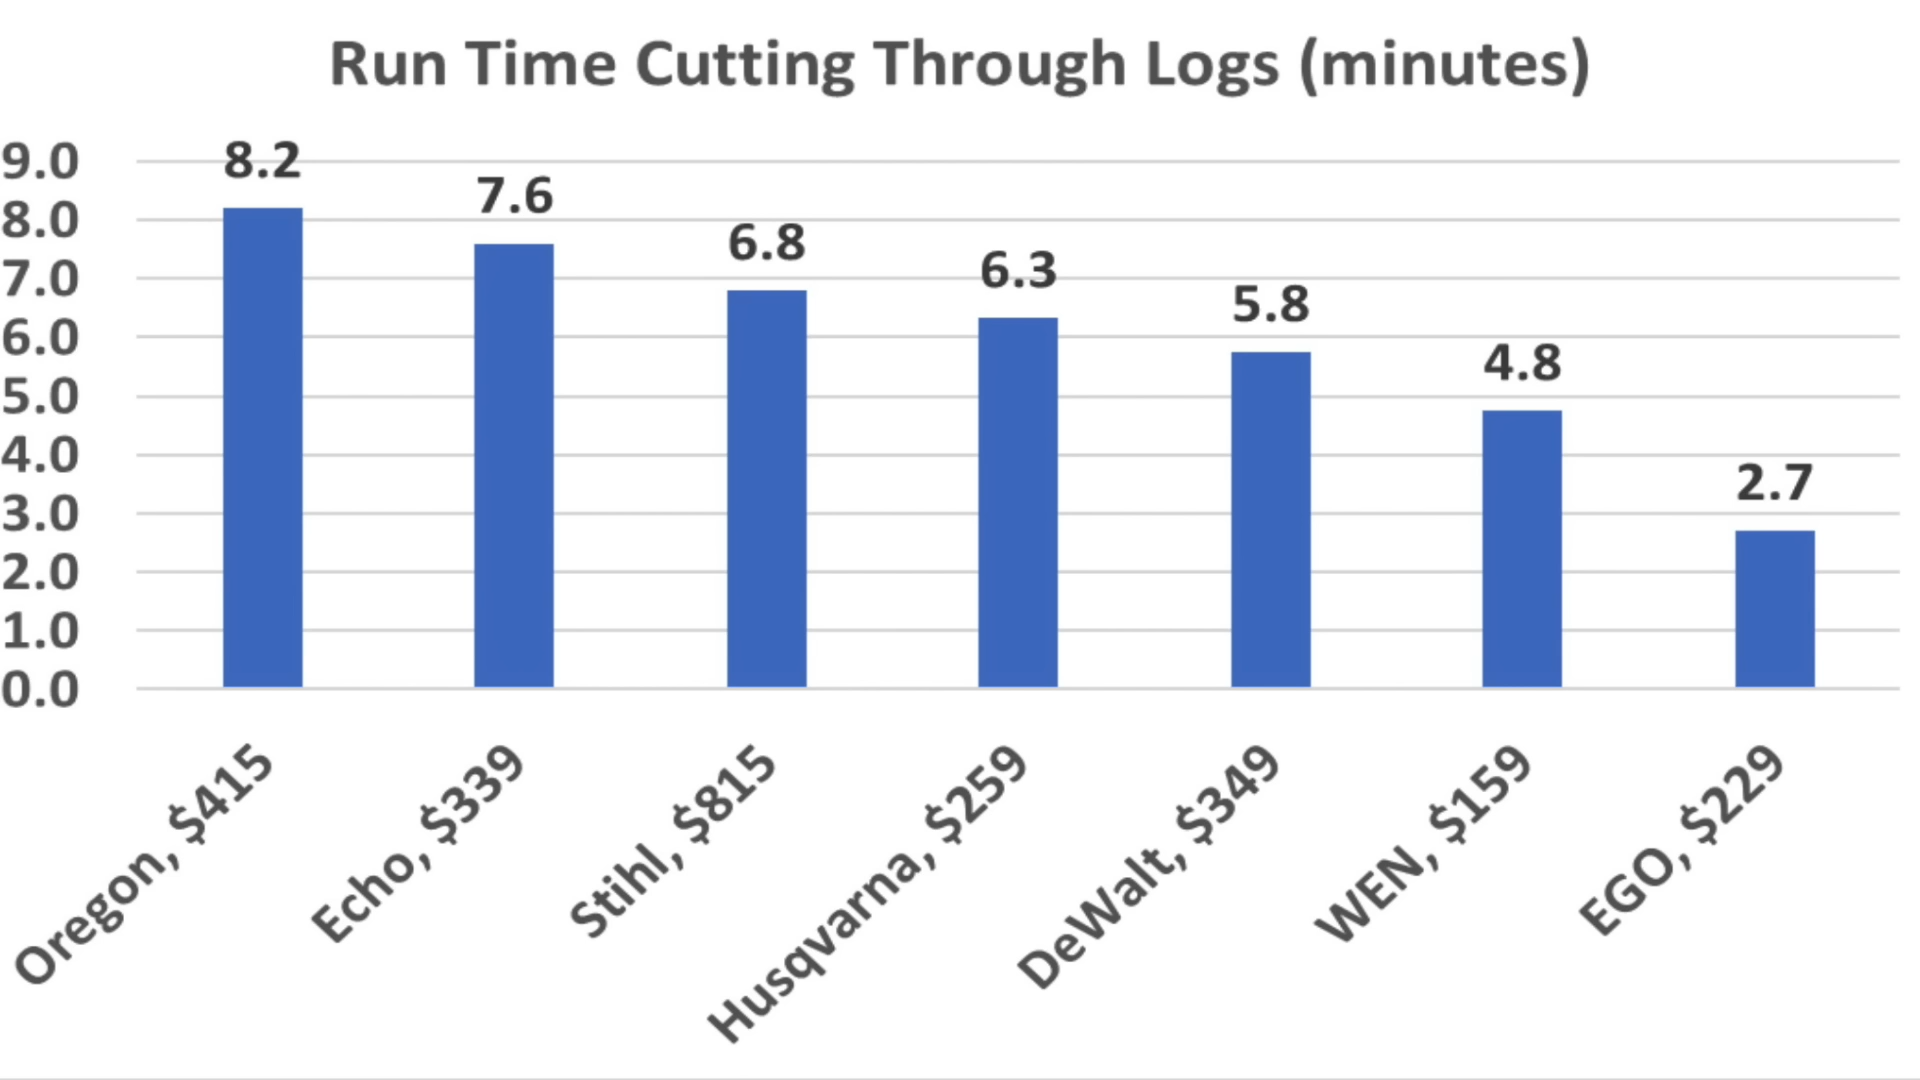 Run Time Cutting Through Logs (minutes)
9.0
8.0
7.0
6.0
5.0
4.0
3.0
2.0
1.0
0.0
8.2
7.6
6.8
6.3
5.8
4.8
2.7
Oregon, $415
Echo, $339
Stihl, $815
Husqvarna, $259
DeWalt, $349
WEN, $159
EGO, $229